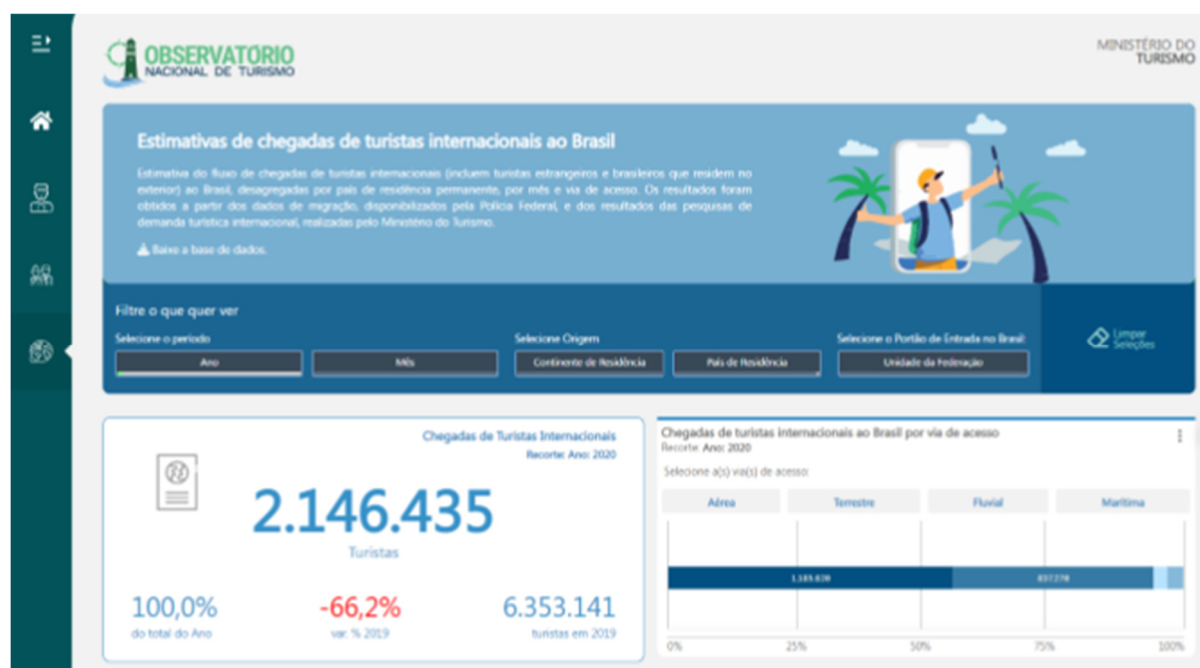 OBSERVATÓRIO
NACIONAL DE TURISMO
MINISTÉRIO DO
TURISMO
Estimativas de chegadas de turistas internacionais ao Brasil
Estimativa do fluxo de chegadas de turistas internacionais (incluem turistas estrangeiros e brasileiros que residem no
exterior) ao Brasil, desagregadas por país de residência permanente, por mês e via de acesso. Os resultados foram
obtidos a partir dos dados de migração, disponibilizados pela Polícia Federal, e dos resultados das pesquisas de
demanda turística internacional, realizadas pelo Ministério do Turismo.
Baixe a base de dados.
Filtre o que quer ver
Selecione o período
Selecione Origem
Selecione o Portão de Entrada no Brasil:
Ano
Mês
Continente de Residência
País de Residência
Unidade da Federação
Limpar
Seleções
Chegadas de Turistas Internacionais
Recorte: Ano: 2020
2.146.435
Turistas
100,0%
do total do Ano
-66,2%
var. % 2019
6.353.141
turistas em 2019
Chegadas de turistas internacionais ao Brasil por via de acesso
Recorte: Ano: 2020
Selecione a(s) via(s) de acesso:
Aérea
Terrestre
Fluvial
Marítima
0%
25%
50%
75%
100%